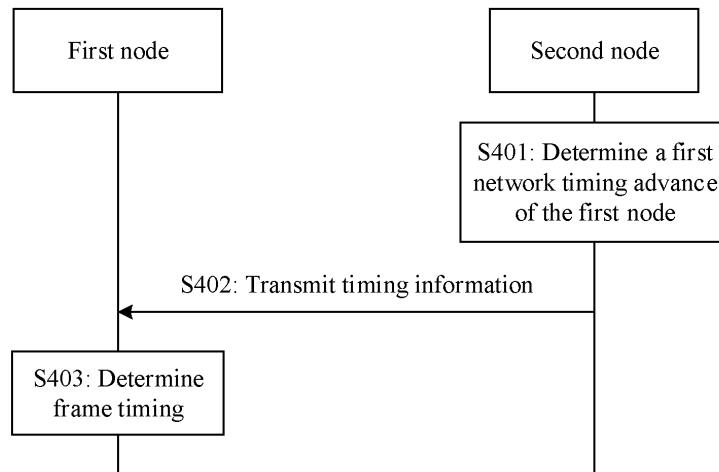 First node
Second node
S401: Determine a first
network timing advance
of the first node
S402: Transmit timing information
S403: Determine
frame timing